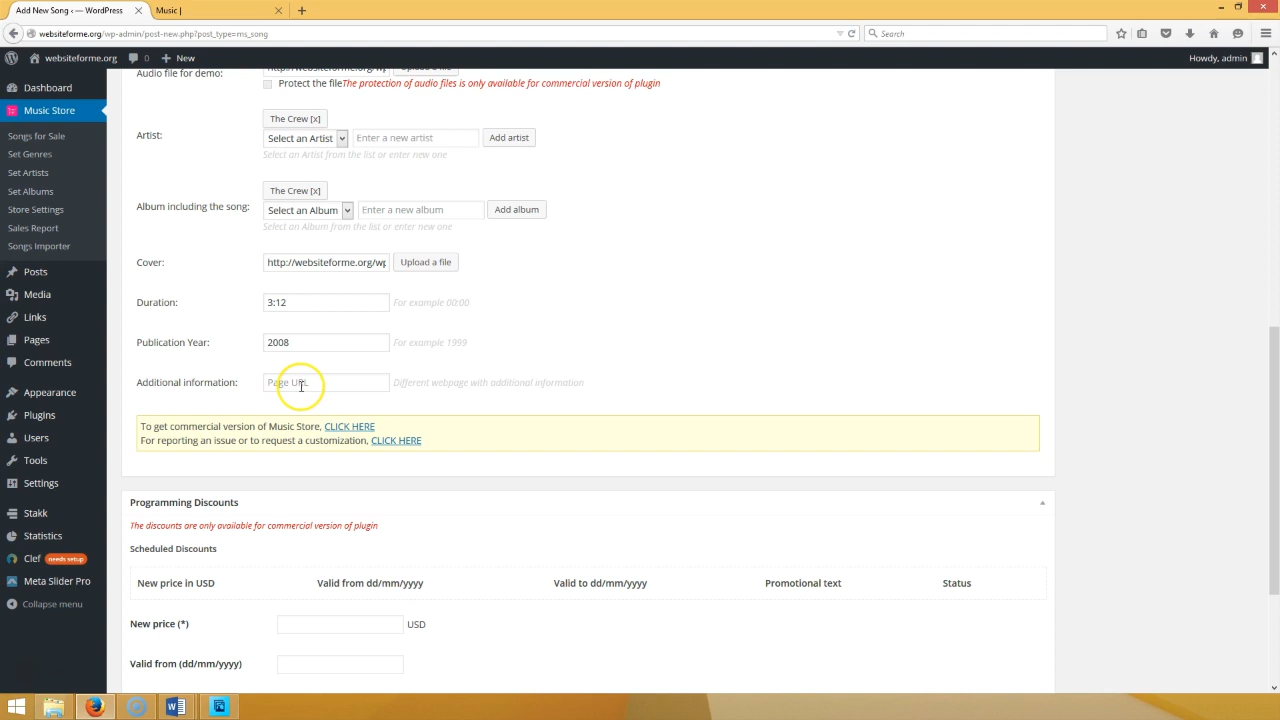 Add New Song ‹ — WordPress
Music |
websiteforme.org/wp-admin/post-new.php?post_type=ms_song
Search
websiteforme.org
0
New
Howdy, admin
Dashboard
Music Store
Songs for Sale
Set Genres
Set Artists
Set Albums
Store Settings
Sales Report
Songs Importer
Posts
Media
Links
Pages
Comments
Appearance
Plugins
Users
Tools
Settings
Stakk
Statistics
Clef needs setup
Meta Slider Pro
Collapse menu
Audio file for demo: http://websiteforme.org/wp Upload a file
Protect the fileThe protection of audio files is only available for commercial version of plugin
The Crew [x]
Artist: Select an Artist Enter a new artist Add artist
Select an Artist from the list or enter new one
The Crew [x]
Album including the song: Select an Album Enter a new album Add album
Select an Album from the list or enter new one
Cover: http://websiteforme.org/wp Upload a file
Duration: 3:12 For example 00:00
Publication Year: 2008 For example 1999
Additional information: Page URL Different webpage with additional information
To get commercial version of Music Store, CLICK HERE
For reporting an issue or to request a customization, CLICK HERE
Programming Discounts
The discounts are only available for commercial version of plugin
Scheduled Discounts
New price in USD Valid from dd/mm/yyyy Valid to dd/mm/yyyy Promotional text Status
New price (*) USD
Valid from (dd/mm/yyyy)